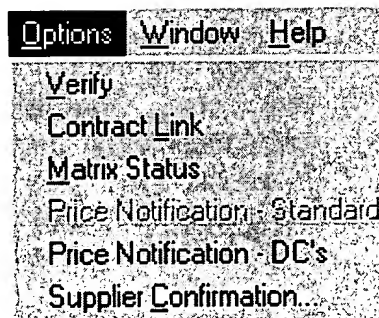 Options Window Help
Verify
Contract Link
Matrix Status
Price Notification - Standard
Price Notification - DC's
Supplier Confirmation...